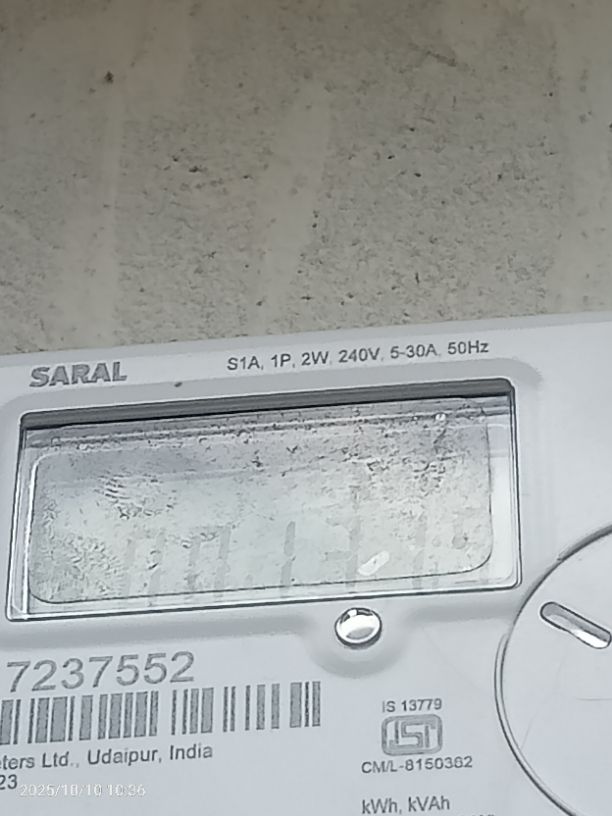 SARAL
S1A, 1P, 2W, 240V, 5-30A, 50Hz
7237552
IS 13779
ISI
CM/L-8150362
eters Ltd., Udaipur, India
23
2025/10/10 10:36
kWh, kVAh